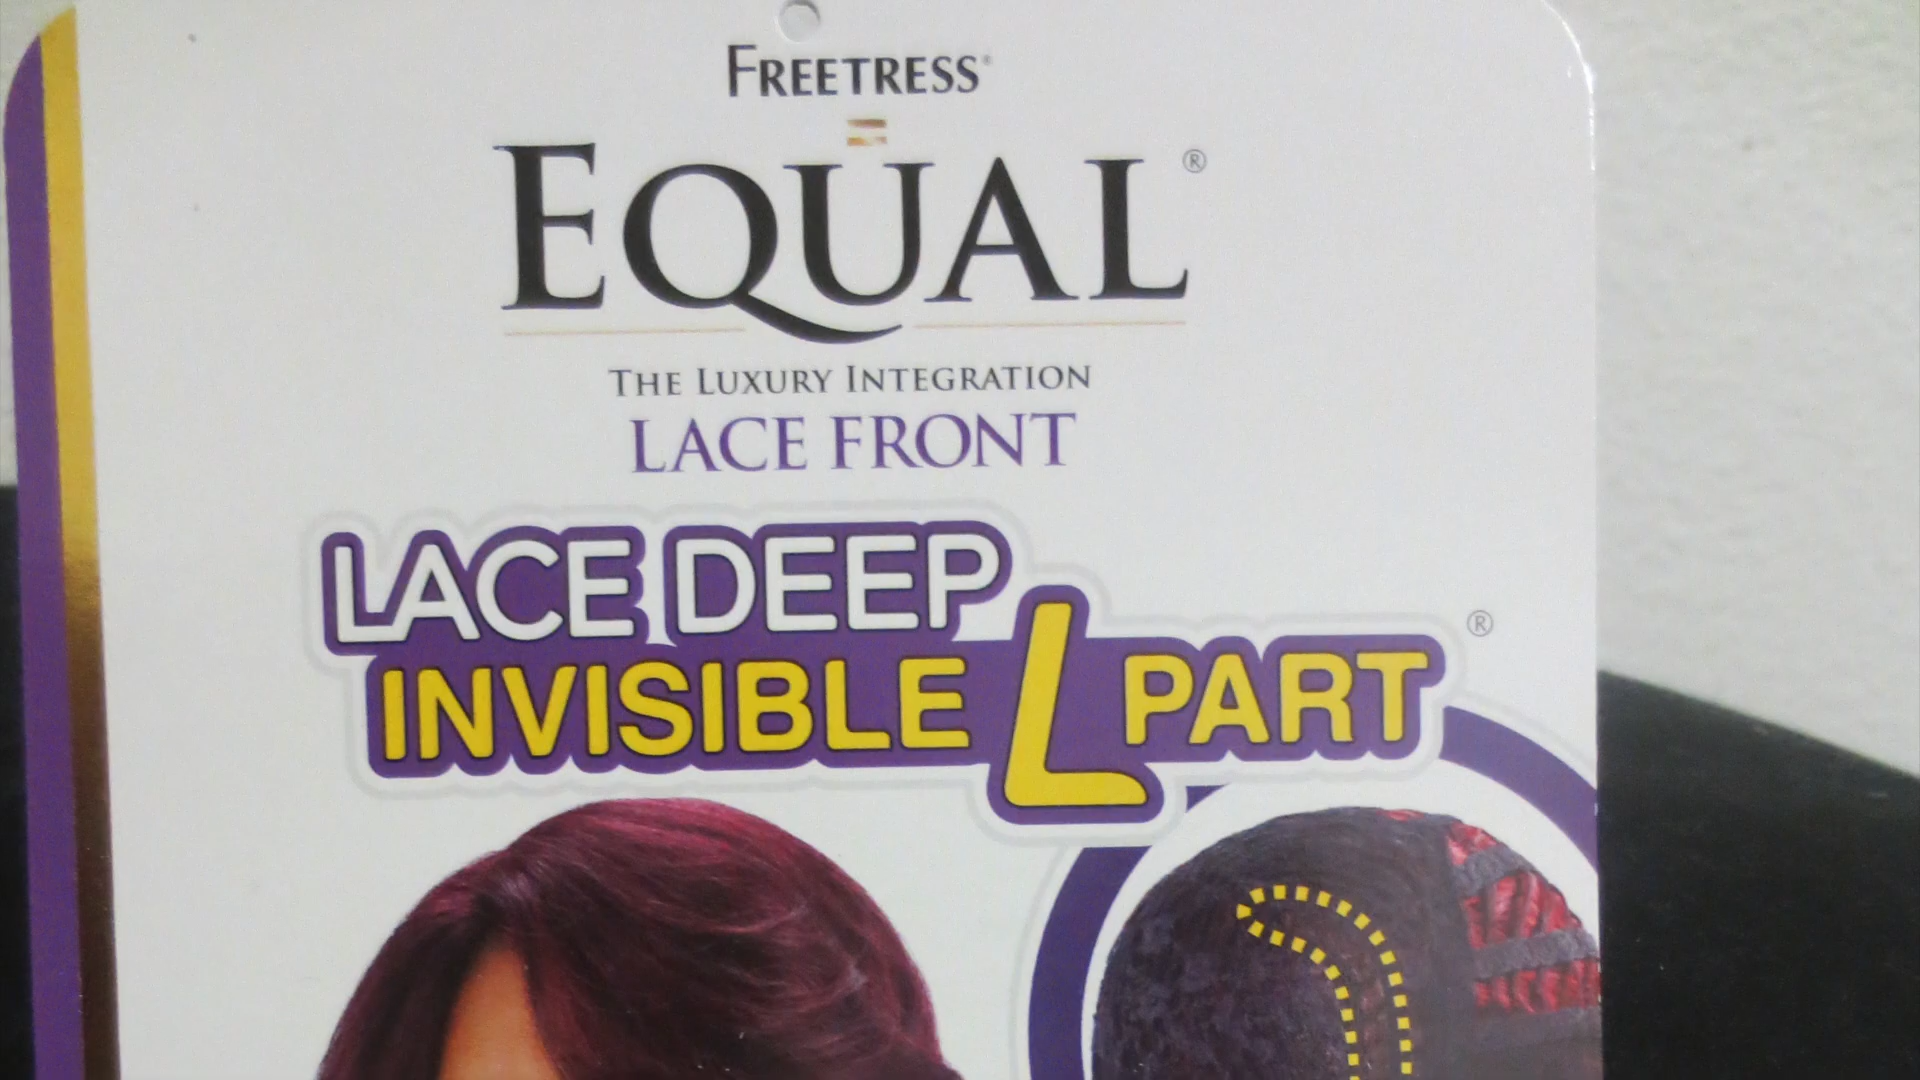 FREETRESS®
=
EQUAL®
THE LUXURY INTEGRATION
LACE FRONT
LACE DEEP
INVISIBLE L PART®